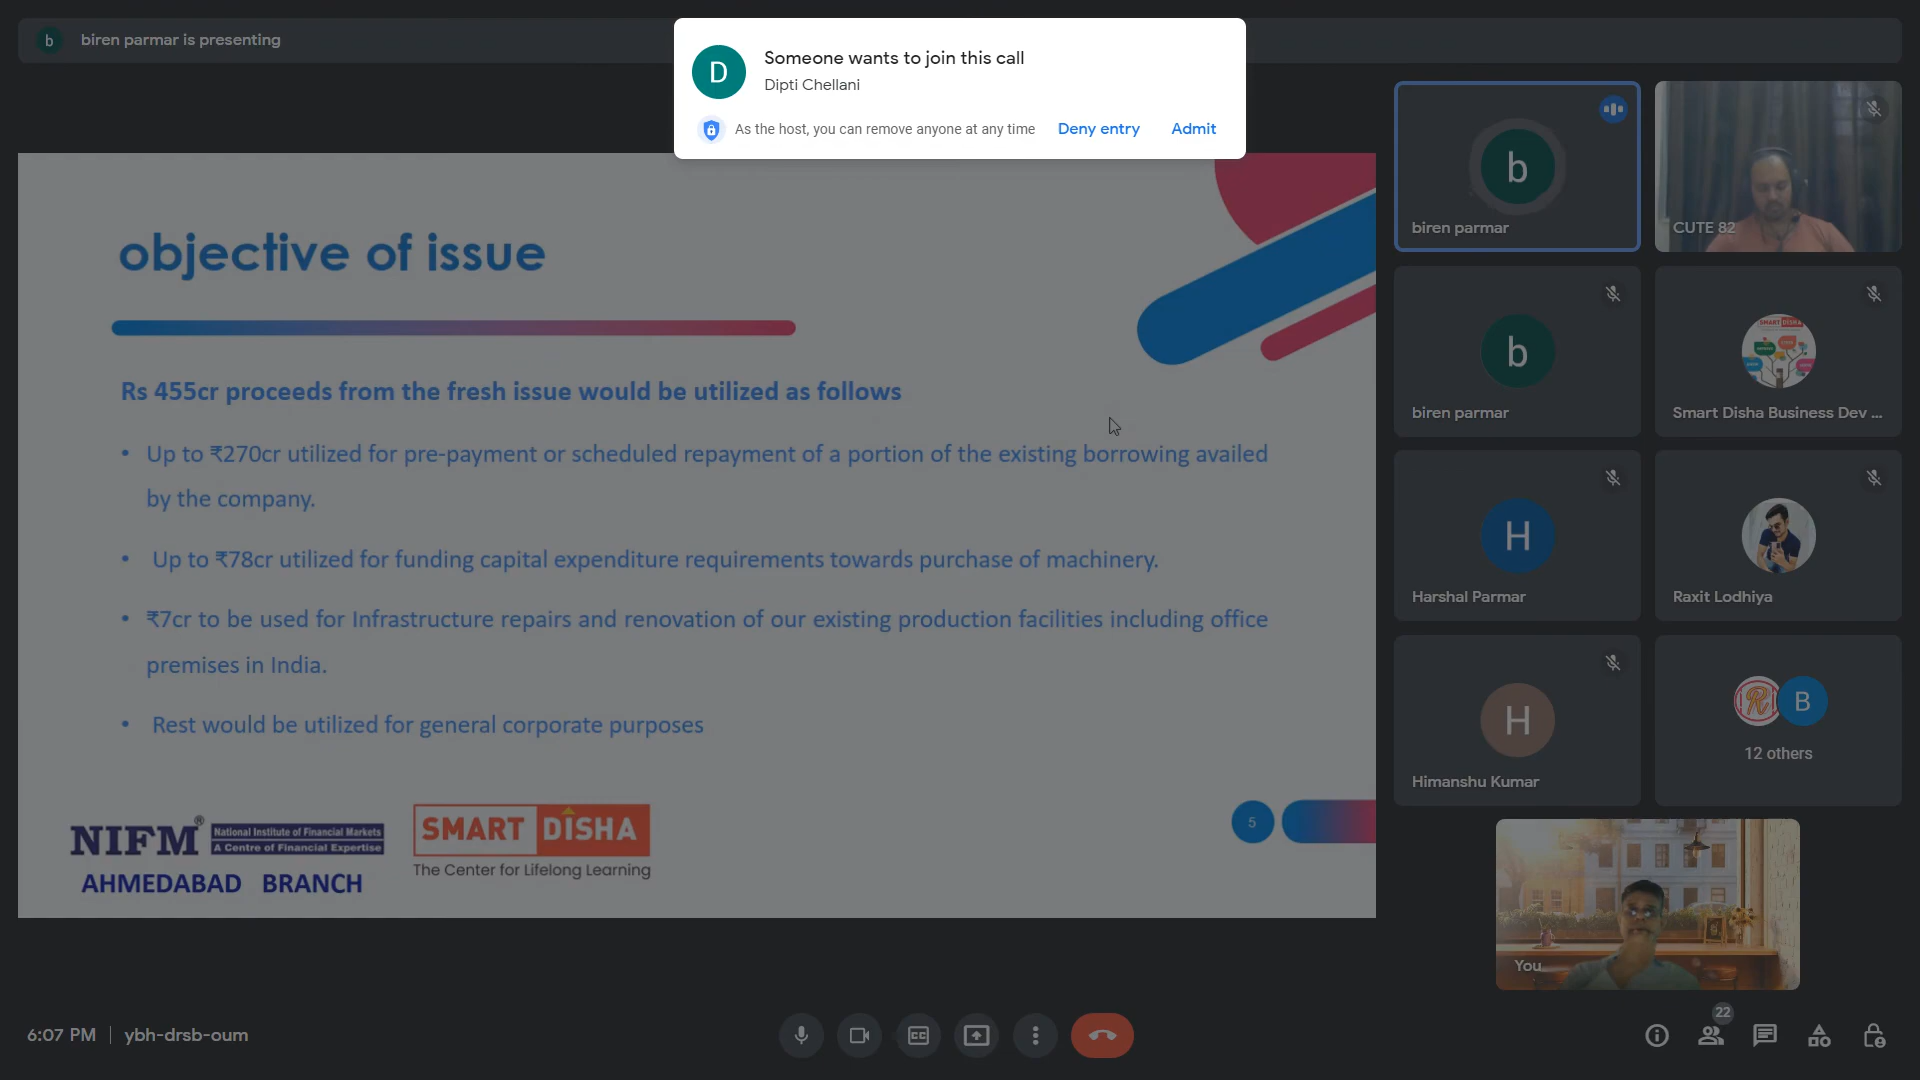 b biren parmar is presenting
D
Someone wants to join this call
Dipti Chellani
As the host, you can remove anyone at any time Deny entry Admit
objective of issue
Rs 455cr proceeds from the fresh issue would be utilized as follows
• Up to ₹270cr utilized for pre-payment or scheduled repayment of a portion of the existing borrowing availed
by the company.
• Up to ₹78cr utilized for funding capital expenditure requirements towards purchase of machinery.
• ₹7cr to be used for Infrastructure repairs and renovation of our existing production facilities including office
premises in India.
• Rest would be utilized for general corporate purposes
NIFM®
National Institute of Financial Markets
A Centre of Financial Expertise
AHMEDABAD BRANCH
SMART DISHA
The Center for Lifelong Learning
5
b
biren parmar
CUTE 82
b
biren parmar
SMART DISHA
Smart Disha Business Dev ...
H
Harshal Parmar
Raxit Lodhiya
H
Himanshu Kumar
R B
12 others
You
6:07 PM | ybh-drsb-oum
CC
22